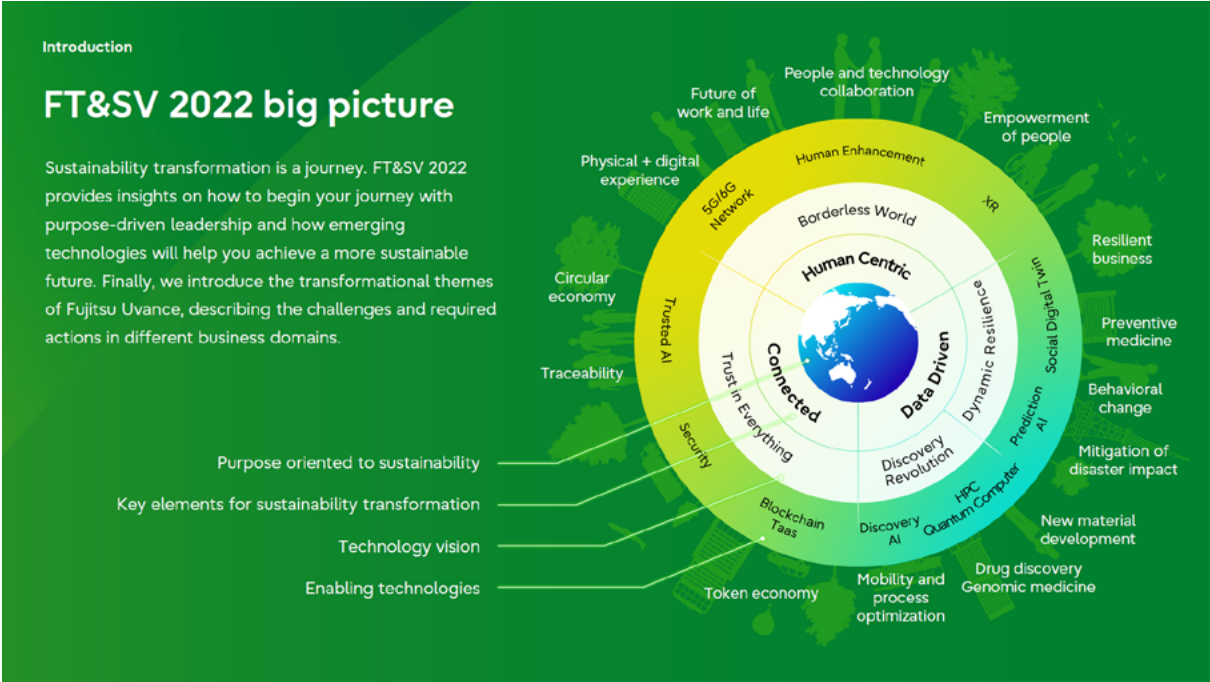 Introduction
FT&SV 2022 big picture
Sustainability transformation is a journey. FT&SV 2022
provides insights on how to begin your journey with
purpose-driven leadership and how emerging
technologies will help you achieve a more sustainable
future. Finally, we introduce the transformational themes
of Fujitsu Uvance, describing the challenges and required
actions in different business domains.
Purpose oriented to sustainability
Key elements for sustainability transformation
Technology vision
Enabling technologies
People and technology
collaboration
Future of
work and life
Empowerment
of people
Physical + digital
experience
Resilient
business
Circular
economy
Preventive
medicine
Traceability
Behavioral
change
Mitigation of
disaster impact
New material
development
Drug discovery
Genomic medicine
Mobility and
process
optimization
Token economy
Human Enhancement
5G/6G
Network
XR
Social Digital Twin
Trusted AI
Prediction
AI
Security
HPC
Quantum Computer
Blockchain
Taas
Discovery
AI
Borderless World
Dynamic Resilience
Trust in Everything
Discovery
Revolution
Human Centric
Connected
Data Driven